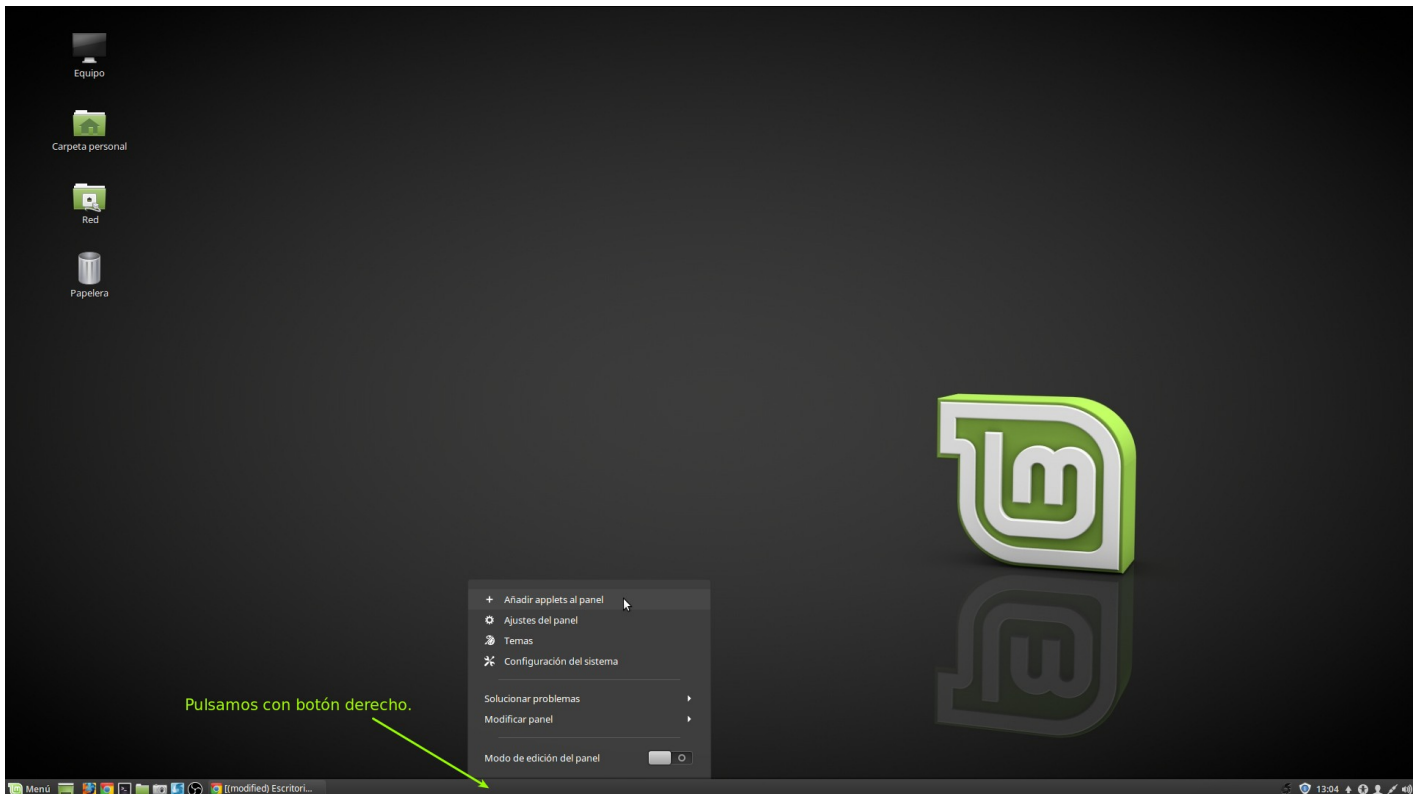 Equipo
Carpeta personal
Red
Papelera
Añadir applets al panel
Ajustes del panel
Temas
Configuración del sistema
Solucionar problemas
Modificar panel
Modo de edición del panel
Pulsamos con botón derecho.
Menú
[(modified) Escritori...
13:04